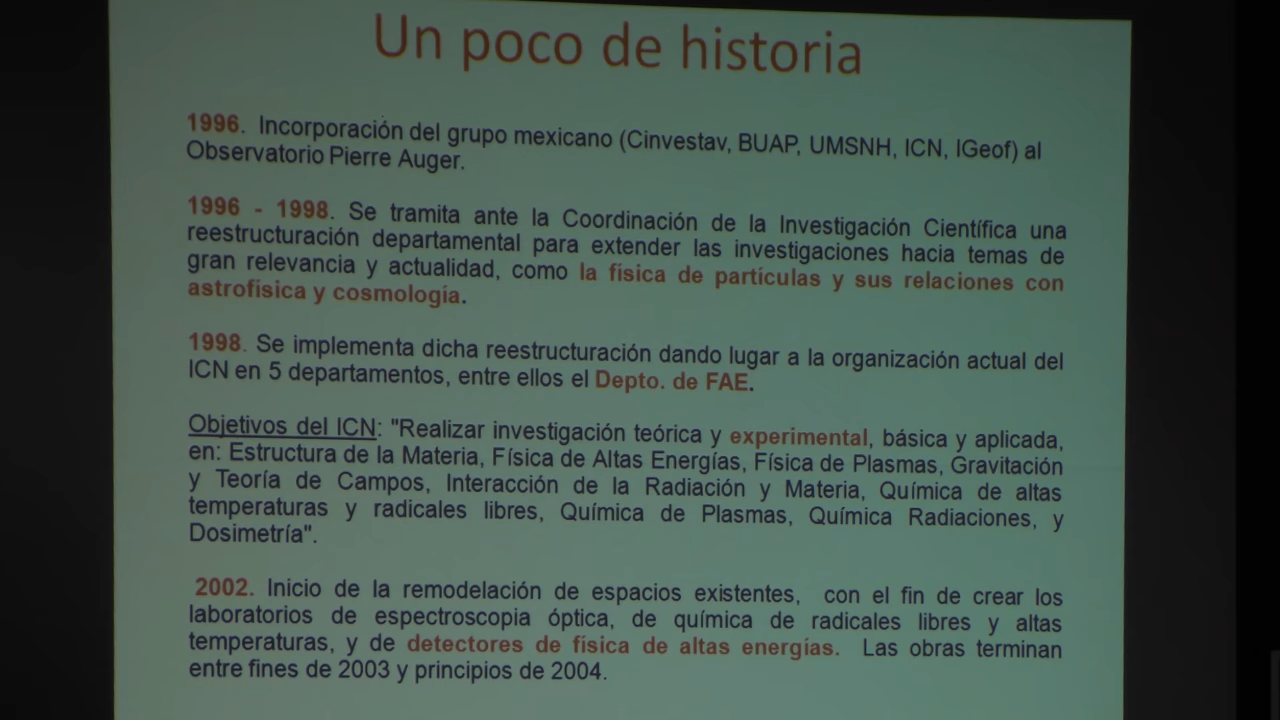 Un poco de historia
1996. Incorporación del grupo mexicano (Cinvestav, BUAP, UMSNH, ICN, IGeof) al
Observatorio Pierre Auger.
1996 - 1998. Se tramita ante la Coordinación de la Investigación Científica una
reestructuración departamental para extender las investigaciones hacia temas de
gran relevancia y actualidad, como la física de partículas y sus relaciones con
astrofísica y cosmología.
1998. Se implementa dicha reestructuración dando lugar a la organización actual del
ICN en 5 departamentos, entre ellos el Depto. de FAE.
Objetivos del ICN: "Realizar investigación teórica y experimental, básica y aplicada,
en: Estructura de la Materia, Física de Altas Energías, Física de Plasmas, Gravitación
y Teoría de Campos, Interacción de la Radiación y Materia, Química de altas
temperaturas y radicales libres, Química de Plasmas, Química Radiaciones, y
Dosimetría".
2002. Inicio de la remodelación de espacios existentes, con el fin de crear los
laboratorios de espectroscopia óptica, de química de radicales libres y altas
temperaturas, y de detectores de física de altas energías. Las obras terminan
entre fines de 2003 y principios de 2004.